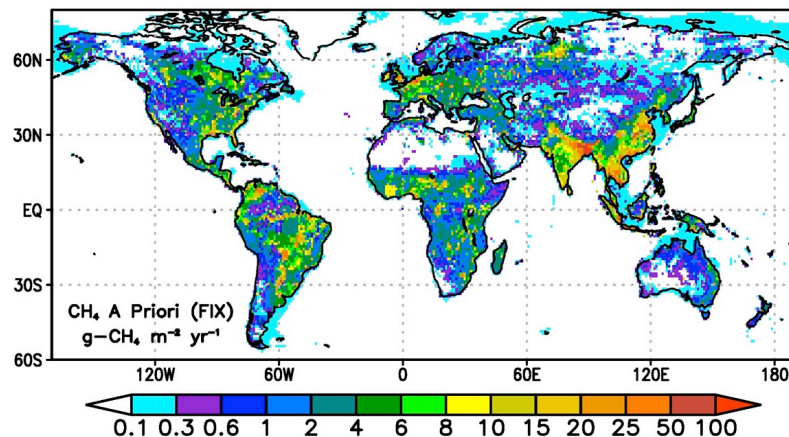 60N
30N
EQ
30S
60S
CH₄ A Priori (FIX)
g-CH₄ m⁻² yr⁻¹
120W 60W 0 60E 120E 180
0.1 0.3 0.6 1 2 4 6 8 10 15 20 25 50 100